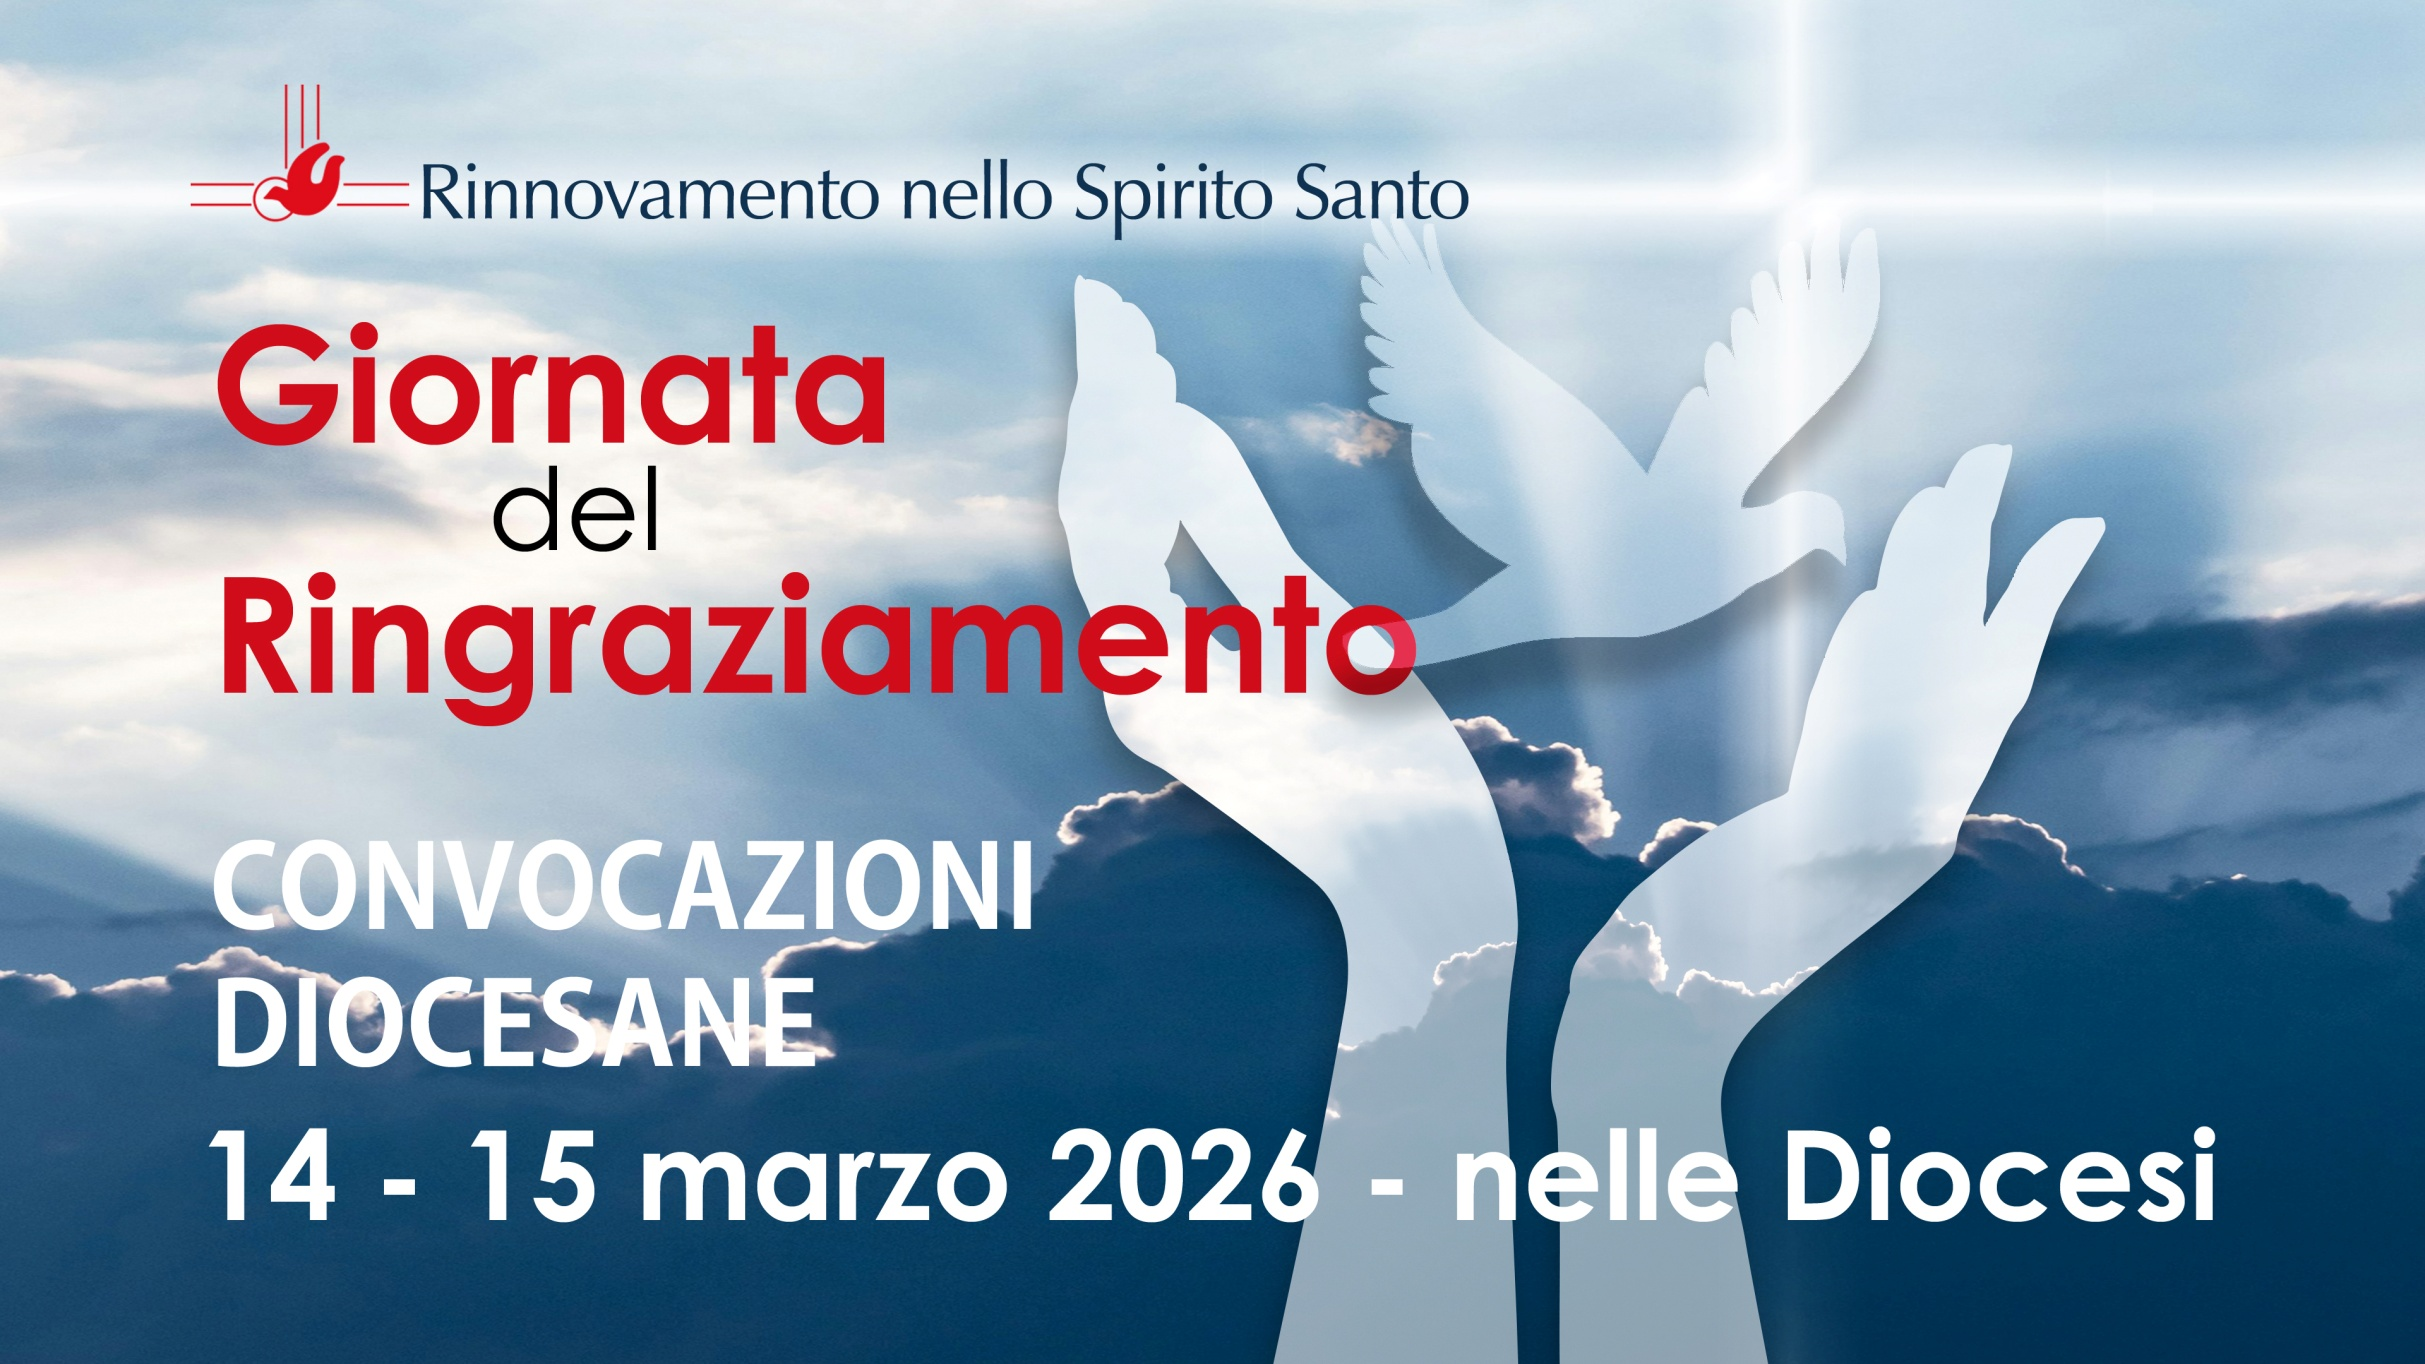 Rinnovamento nello Spirito Santo
Giornata
del
Ringraziamento
CONVOCAZIONI
DIOCESANE
14 - 15 marzo 2026 - nelle Diocesi